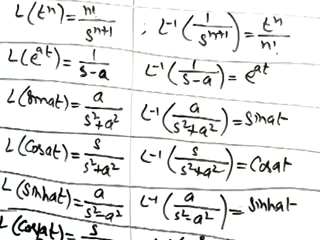 L(tⁿ) = n!/sⁿ⁺¹ ; L⁻¹(1/sⁿ⁺¹) = tⁿ/n!
L(eᵃᵗ) = 1/(s-a) L⁻¹(1/(s-a)) = eᵃᵗ
L(Sinat) = a/(s²+a²) L⁻¹(a/(s²+a²)) = Sinat
L(Cosat) = s/(s²+a²) L⁻¹(s/(s²+a²)) = Cosat
L(Sinhat) = a/(s²-a²) L⁻¹(a/(s²-a²)) = Sinhat